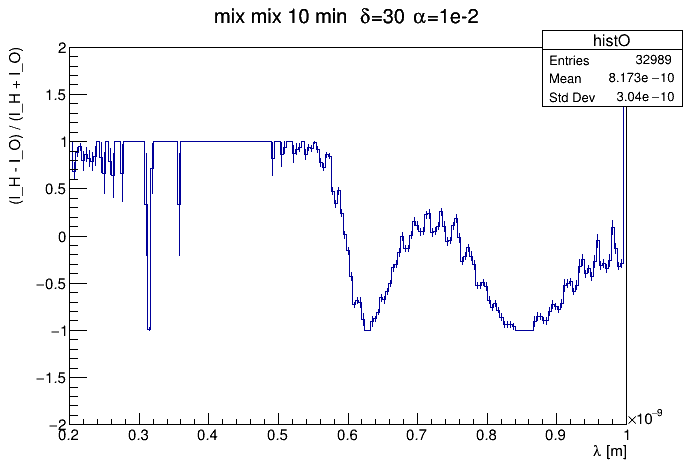 mix mix 10 min δ=30 α=1e-2
histO
Entries 32989
Mean 8.173e−10
Std Dev 3.04e−10
(I_H - I_O) / (I_H + I_O)
2
1.5
1
0.5
0
−0.5
−1
−1.5
−2
0.2 0.3 0.4 0.5 0.6 0.7 0.8 0.9 1
×10−9
λ [m]